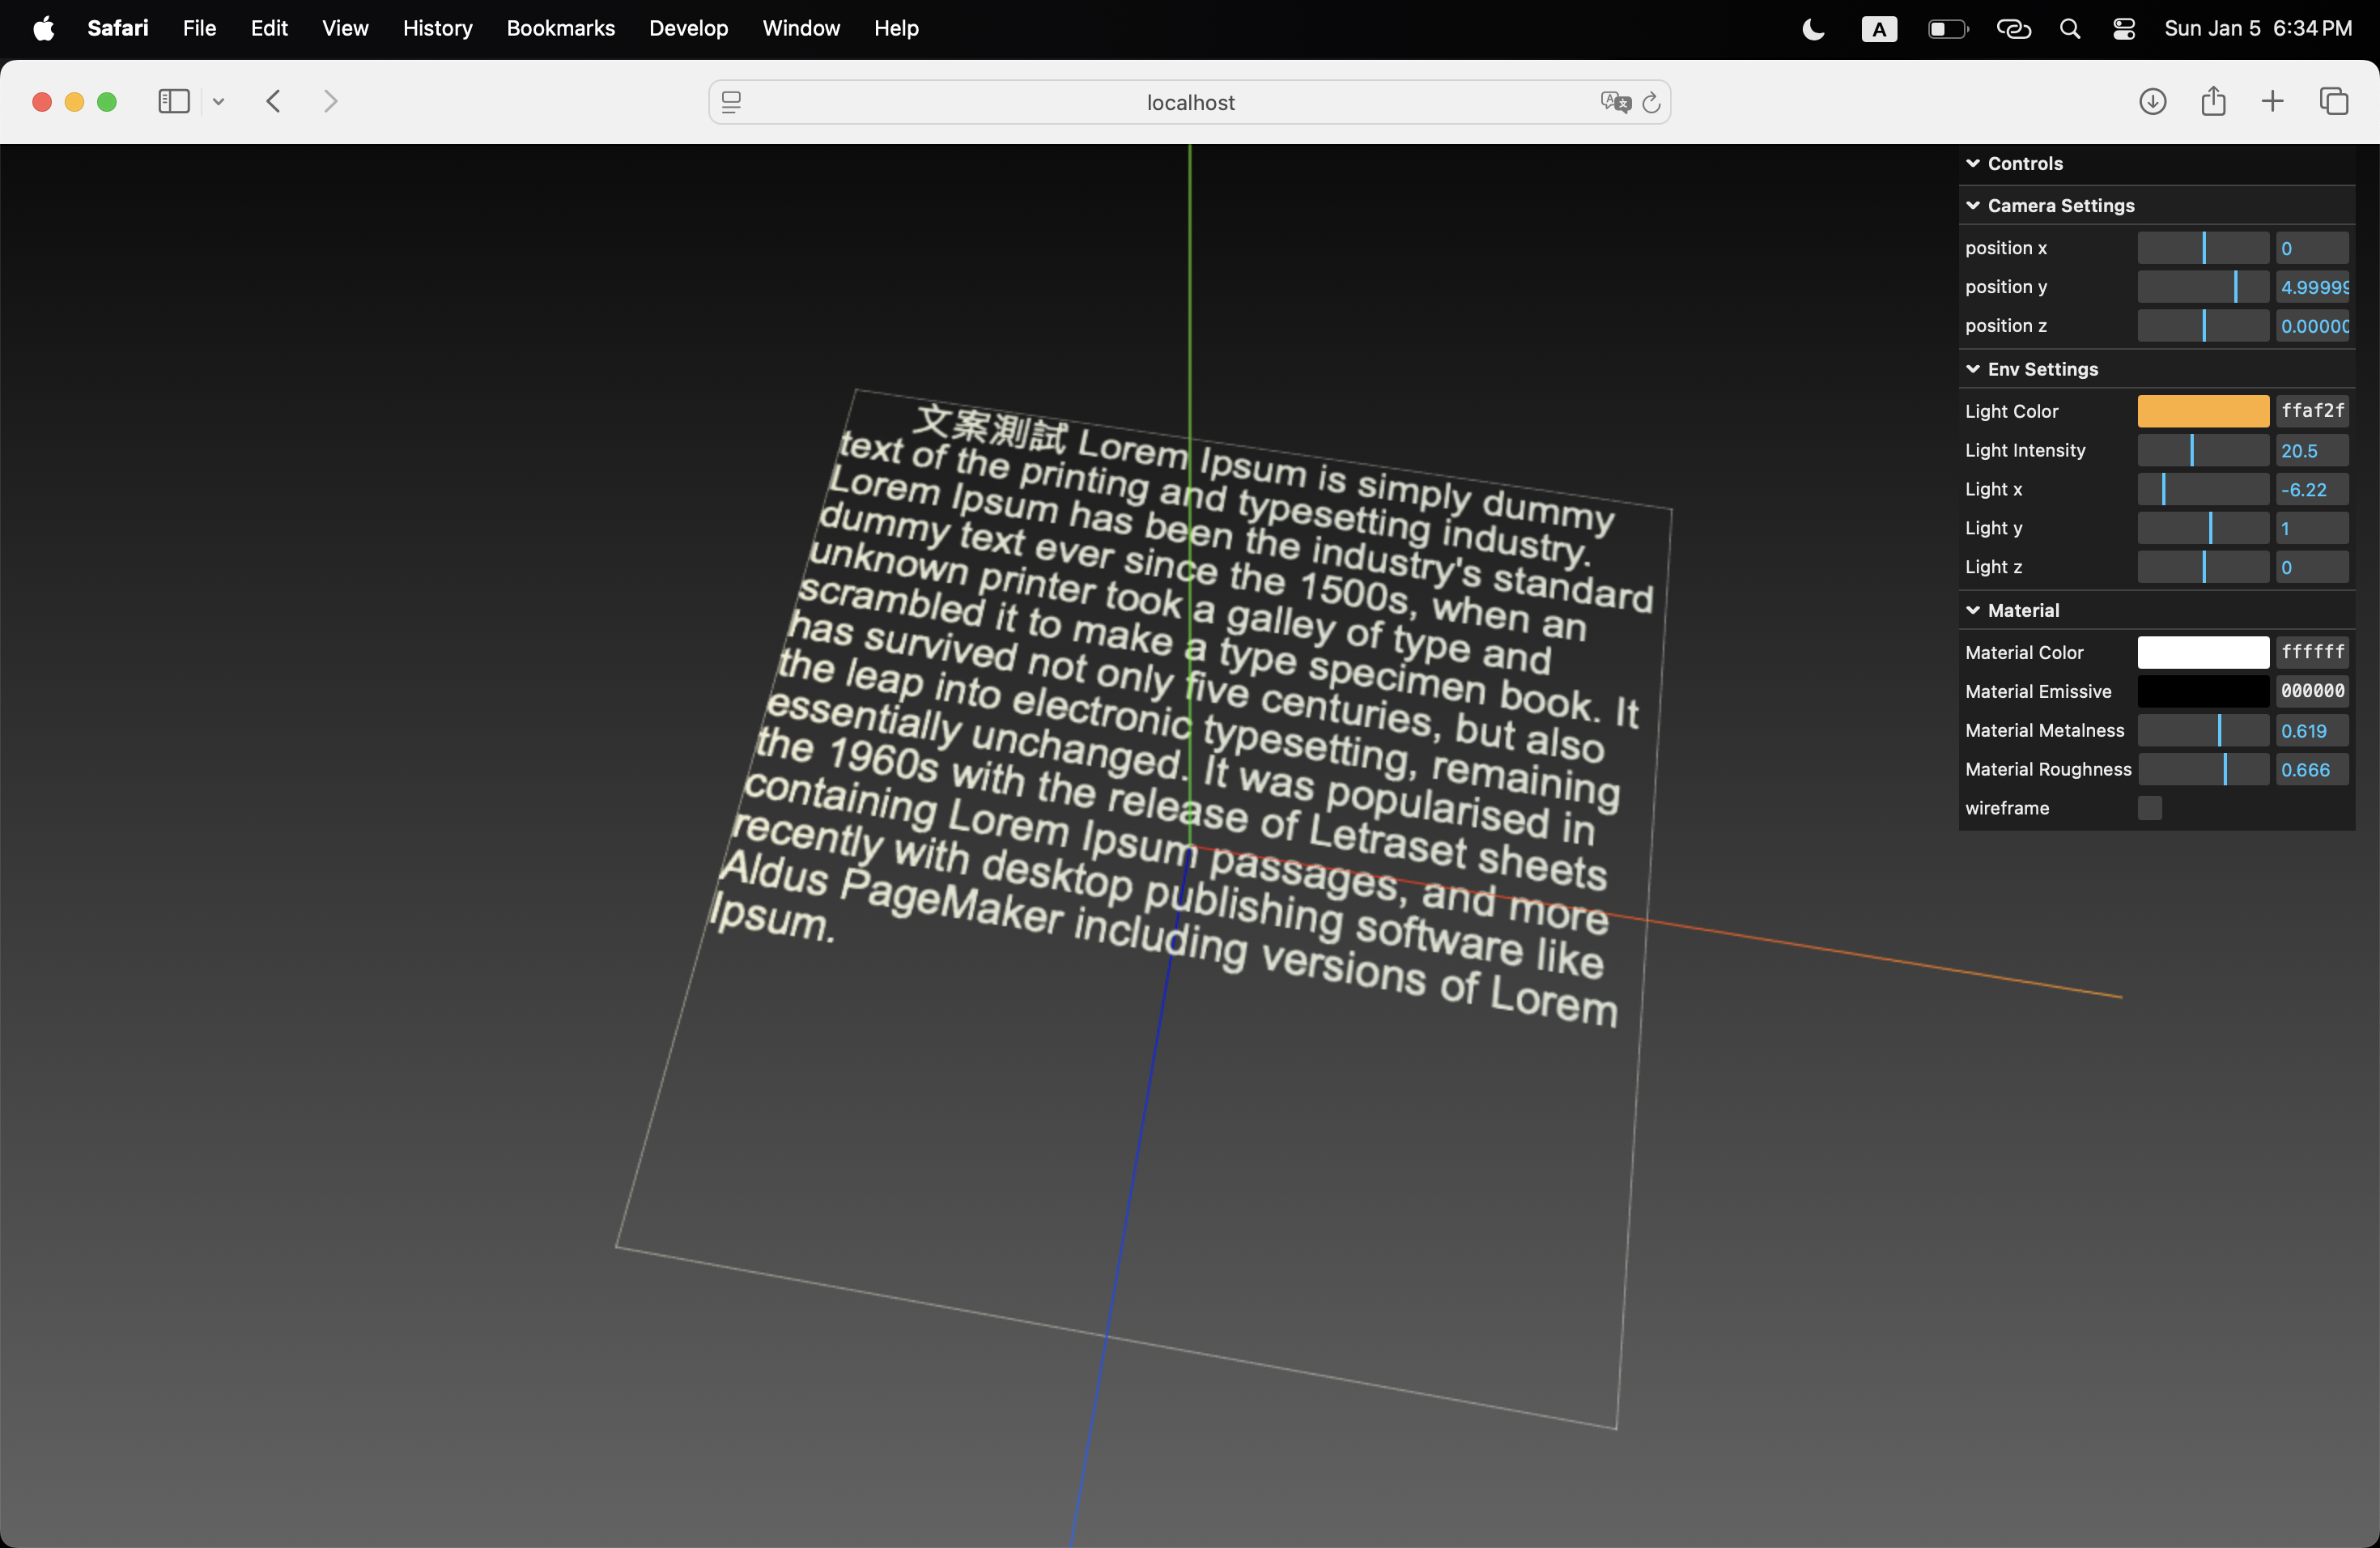 Safari File Edit View History Bookmarks Develop Window Help A Sun Jan 5 6:34 PM
localhost
Controls
Camera Settings
position x 0
position y 4.99999
position z 0.00000
Env Settings
Light Color ffaf2f
Light Intensity 20.5
Light x -6.22
Light y 1
Light z 0
Material
Material Color ffffff
Material Emissive 000000
Material Metalness 0.619
Material Roughness 0.666
wireframe
文案測試 Lorem Ipsum is simply dummy
text of the printing and typesetting industry.
Lorem Ipsum has been the industry's standard
dummy text ever since the 1500s, when an
unknown printer took a galley of type and
scrambled it to make a type specimen book. It
has survived not only five centuries, but also
the leap into electronic typesetting, remaining
essentially unchanged. It was popularised in
the 1960s with the release of Letraset sheets
containing Lorem Ipsum passages, and more
recently with desktop publishing software like
Aldus PageMaker including versions of Lorem
Ipsum.